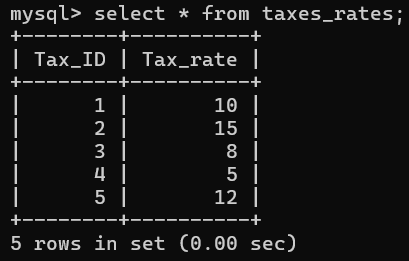 mysql> select * from taxes_rates;
+--------+----------+
| Tax_ID | Tax_rate |
+--------+----------+
|      1 |       10 |
|      2 |       15 |
|      3 |        8 |
|      4 |        5 |
|      5 |       12 |
+--------+----------+
5 rows in set (0.00 sec)